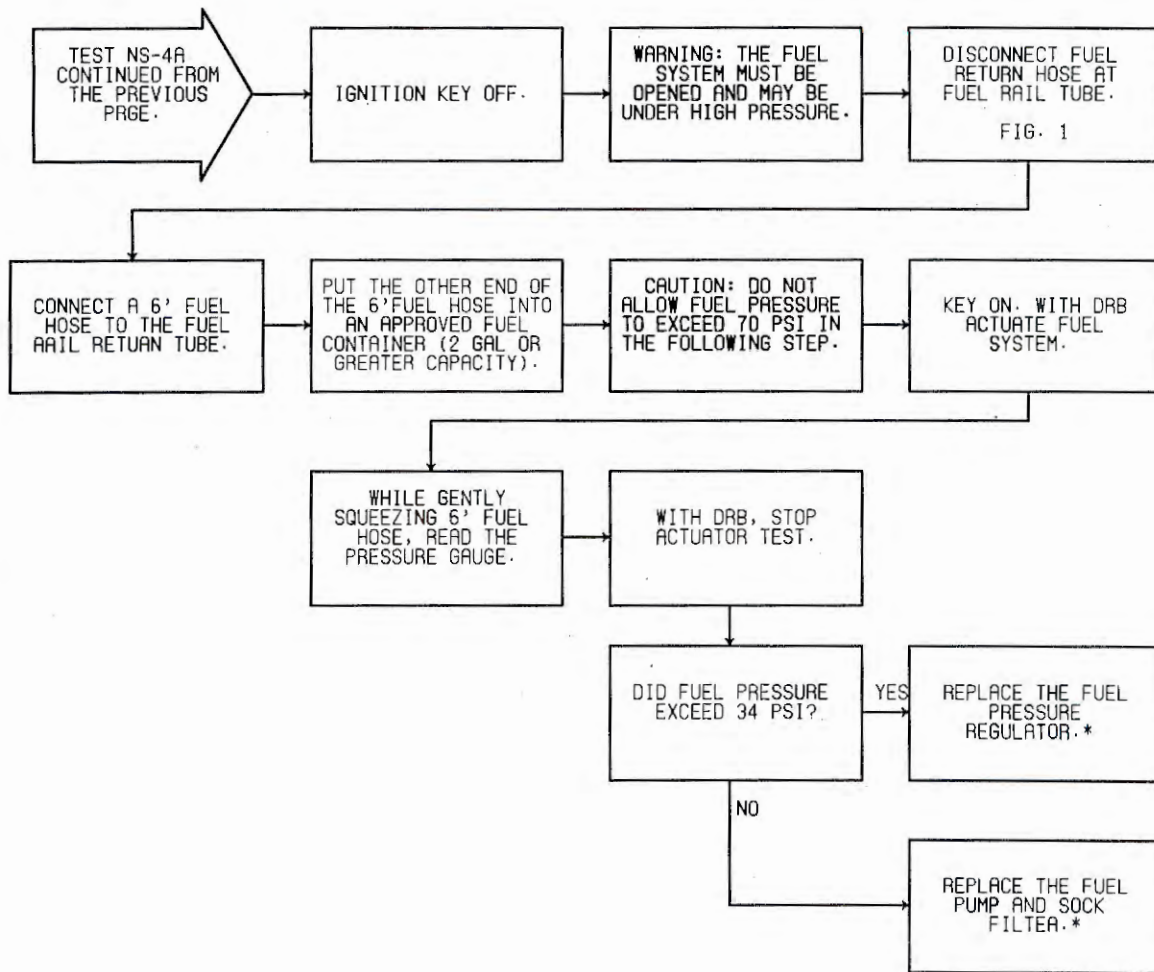 TEST NS-4A
CONTINUED FROM
THE PREVIOUS
PRGE.
IGNITION KEY OFF.
WARNING: THE FUEL
SYSTEM MUST BE
OPENED AND MAY BE
UNDER HIGH PRESSURE.
DISCONNECT FUEL
RETURN HOSE AT
FUEL RAIL TUBE.
FIG. 1
CONNECT A 6' FUEL
HOSE TO THE FUEL
RAIL RETURN TUBE.
PUT THE OTHER END OF
THE 6'FUEL HOSE INTO
AN APPROVED FUEL
CONTAINER (2 GAL OR
GREATER CAPACITY).
CAUTION: DO NOT
ALLOW FUEL PRESSURE
TO EXCEED 70 PSI IN
THE FOLLOWING STEP.
KEY ON. WITH DRB
ACTUATE FUEL
SYSTEM.
WHILE GENTLY
SQUEEZING 6' FUEL
HOSE, READ THE
PRESSURE GAUGE.
WITH DRB, STOP
ACTUATOR TEST.
DID FUEL PRESSURE
EXCEED 34 PSI?
YES
REPLACE THE FUEL
PRESSURE
REGULATOR.*
NO
REPLACE THE FUEL
PUMP AND SOCK
FILTER.*